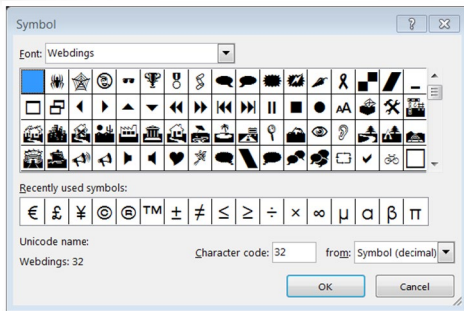 Symbol
Font: Webdings
AA
Recently used symbols:
€ £ ¥ © ® ™ ± ≠ ≤ ≥ ÷ × ∞ µ α β π
Unicode name:
Webdings: 32
Character code: 32 from: Symbol (decimal)
OK Cancel